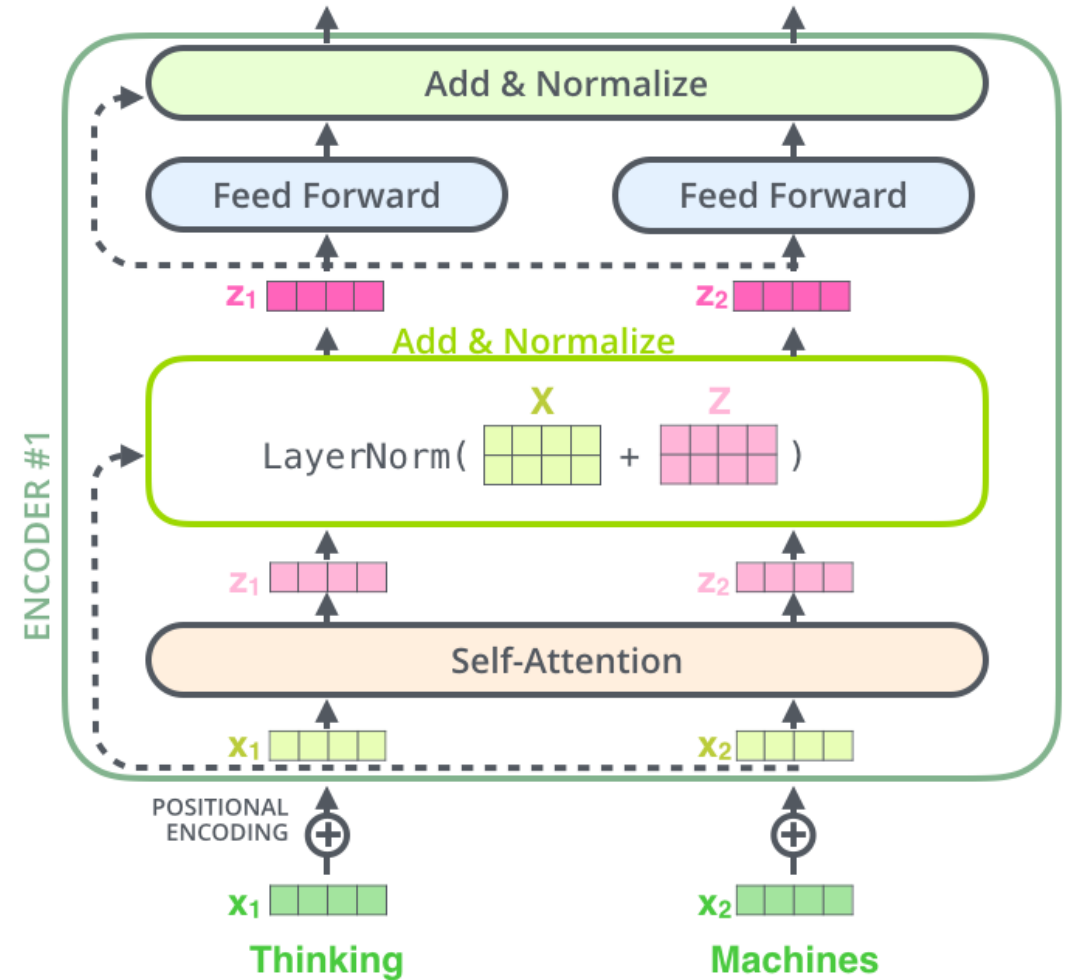 Add & Normalize
Feed Forward Feed Forward
z1 z2
Add & Normalize
X Z
LayerNorm( + )
ENCODER #1
z1 z2
Self-Attention
x1 x2
POSITIONAL
ENCODING
x1 x2
Thinking Machines